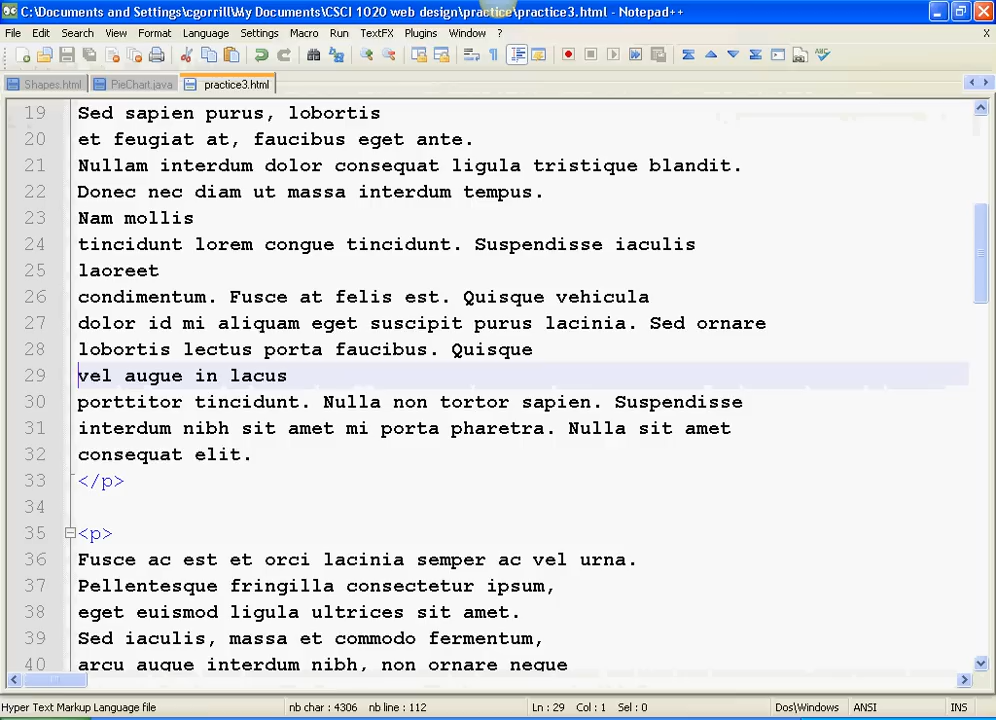 C:\Documents and Settings\cgorrill\My Documents\CSCI 1020 web design\practice\practice3.html - Notepad++
File Edit Search View Format Language Settings Macro Run TextFX Plugins Window ? X
Shapes.html PieChart.java practice3.html
19 Sed sapien purus, lobortis
20 et feugiat at, faucibus eget ante.
21 Nullam interdum dolor consequat ligula tristique blandit.
22 Donec nec diam ut massa interdum tempus.
23 Nam mollis
24 tincidunt lorem congue tincidunt. Suspendisse iaculis
25 laoreet
26 condimentum. Fusce at felis est. Quisque vehicula
27 dolor id mi aliquam eget suscipit purus lacinia. Sed ornare
28 lobortis lectus porta faucibus. Quisque
29 vel augue in lacus
30 porttitor tincidunt. Nulla non tortor sapien. Suspendisse
31 interdum nibh sit amet mi porta pharetra. Nulla sit amet
32 consequat elit.
33 </p>
34
35 <p>
36 Fusce ac est et orci lacinia semper ac vel urna.
37 Pellentesque fringilla consectetur ipsum,
38 eget euismod ligula ultrices sit amet.
39 Sed iaculis, massa et commodo fermentum,
40 arcu augue interdum nibh, non ornare neque
Hyper Text Markup Language file nb char : 4306 nb line : 112 Ln : 29 Col : 1 Sel : 0 Dos\Windows ANSI INS